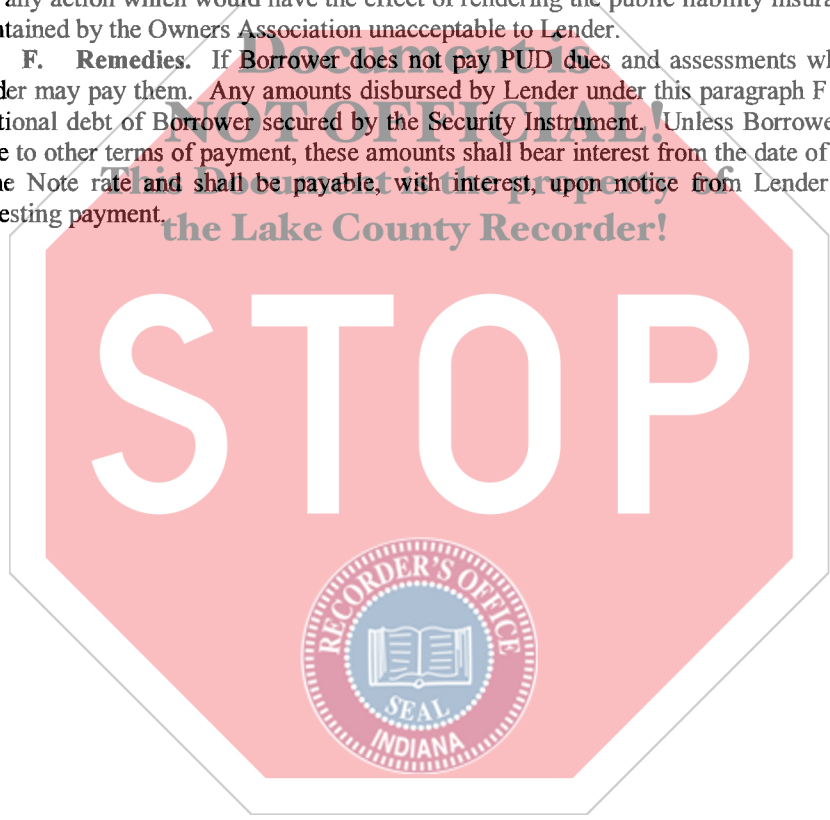 any action which would have the effect of rendering the public liability insura
ntained by the Owners Association unacceptable to Lender.
F. Remedies. If Borrower does not pay PUD dues and assessments wh
der may pay them. Any amounts disbursed by Lender under this paragraph F
tional debt of Borrower secured by the Security Instrument. Unless Borrowe
e to other terms of payment, these amounts shall bear interest from the date of
ne Note rate and shall be payable, with interest, upon notice from Lender
esting payment.
Document is
NOT OFFICIAL!
This Document is the property of
the Lake County Recorder!
STOP
RECORDER'S OFFICE
SEAL
INDIANA